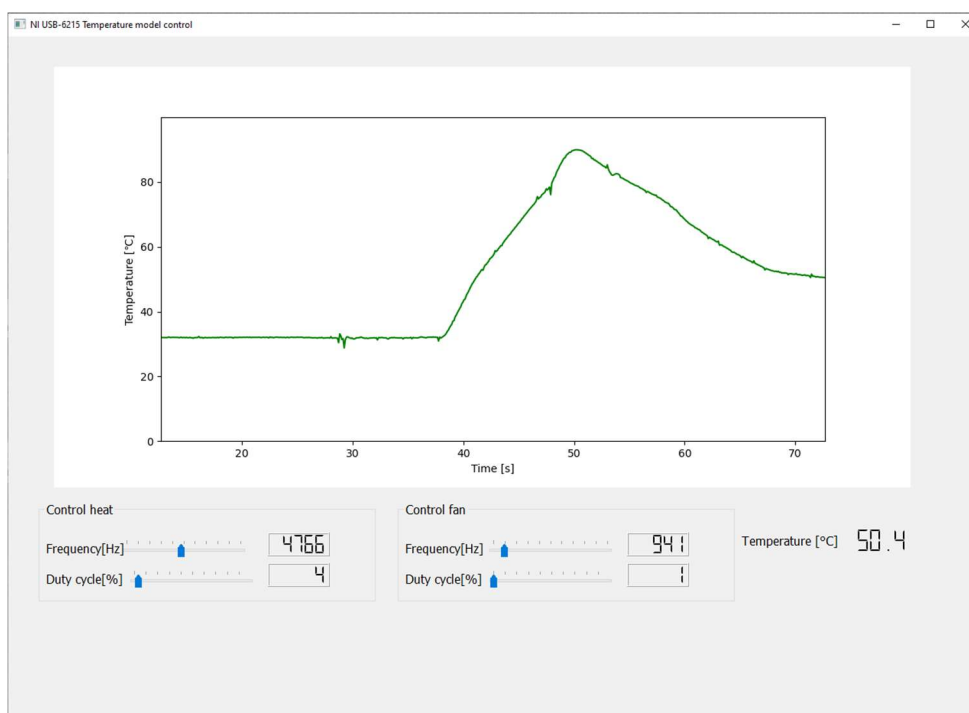 NI USB-6215 Temperature model control
80
60
40
20
0
Temperature [°C]
20 30 40 50 60 70
Time [s]
Control heat
Frequency[Hz] 4766
Duty cycle[%] 4
Control fan
Frequency[Hz] 941
Duty cycle[%] 1
Temperature [°C] 50.4